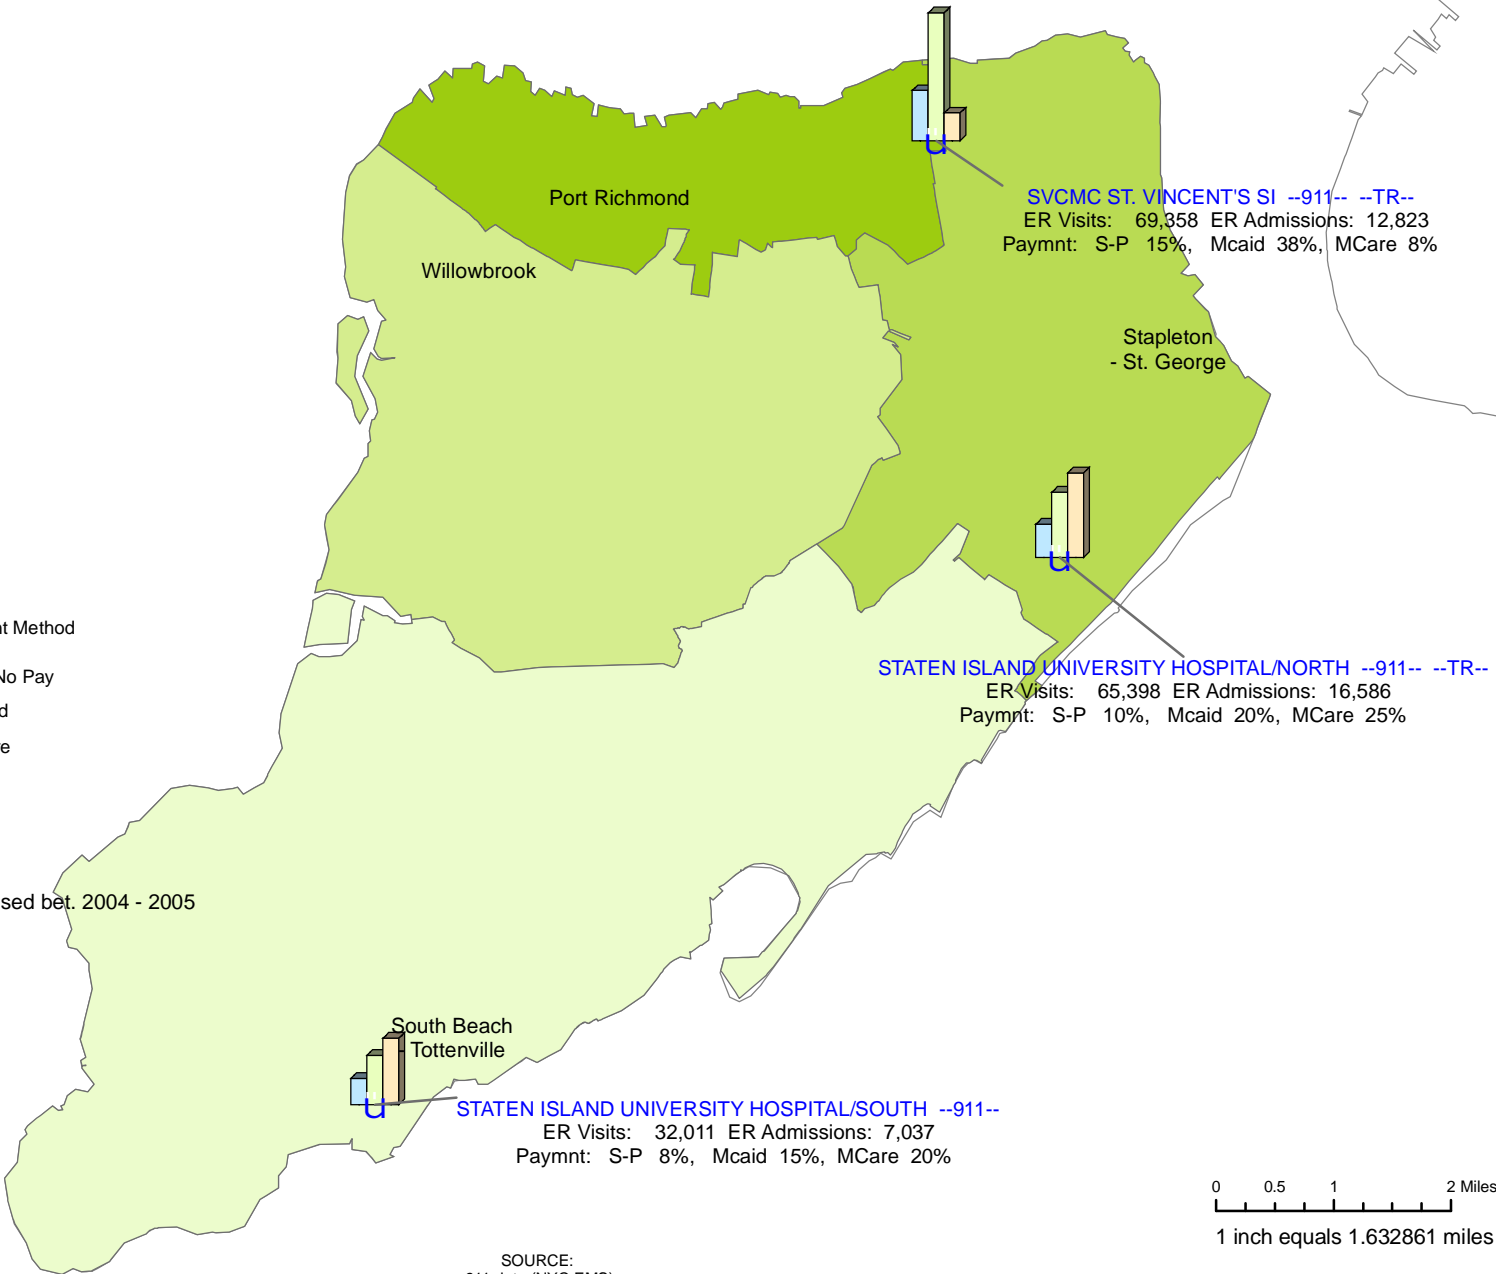 Port Richmond
SVCMC ST. VINCENT'S SI --911-- --TR--
ER Visits: 69,358 ER Admissions: 12,823
Paymnt: S-P 15%, Mcaid 38%, MCare 8%
Willowbrook
Stapleton
- St. George
nt Method
No Pay
d
e
STATEN ISLAND UNIVERSITY HOSPITAL/NORTH --911-- --TR--
ER Visits: 65,398 ER Admissions: 16,586
Paymnt: S-P 10%, Mcaid 20%, MCare 25%
sed bet. 2004 - 2005
South Beach
Tottenville
STATEN ISLAND UNIVERSITY HOSPITAL/SOUTH --911--
ER Visits: 32,011 ER Admissions: 7,037
Paymnt: S-P 8%, Mcaid 15%, MCare 20%
0 0.5 1 2 Miles
1 inch equals 1.632861 miles
SOURCE: